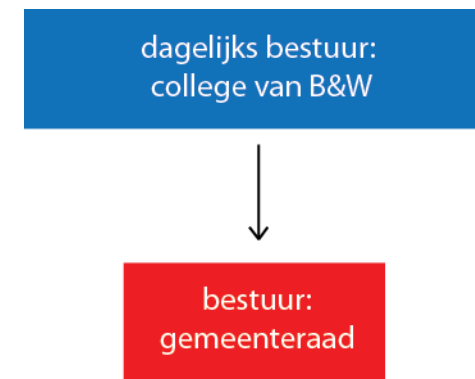 dagelijks bestuur:
college van B&W
bestuur:
gemeenteraad